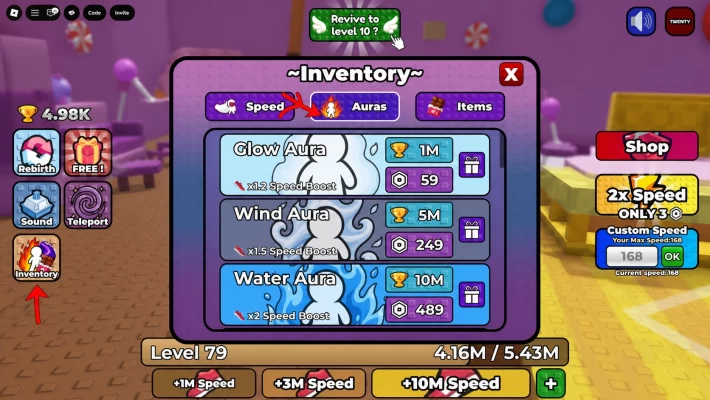 Code
Invite
Revive to
level 10 ?
TWENTY
~Inventory~
X
Speed
Auras
Items
4.98K
Rebirth
FREE !
Sound
Teleport
Inventory
Glow Aura
1M
x1.2 Speed Boost
59
Wind Aura
5M
x1.5 Speed Boost
249
Water Aura
10M
x2 Speed Boost
489
Shop
2x Speed
ONLY 3
Custom Speed
Your Max Speed:168
168
OK
Current speed:168
Level 79
4.16M / 5.43M
+1M Speed
+3M Speed
+10M Speed
+